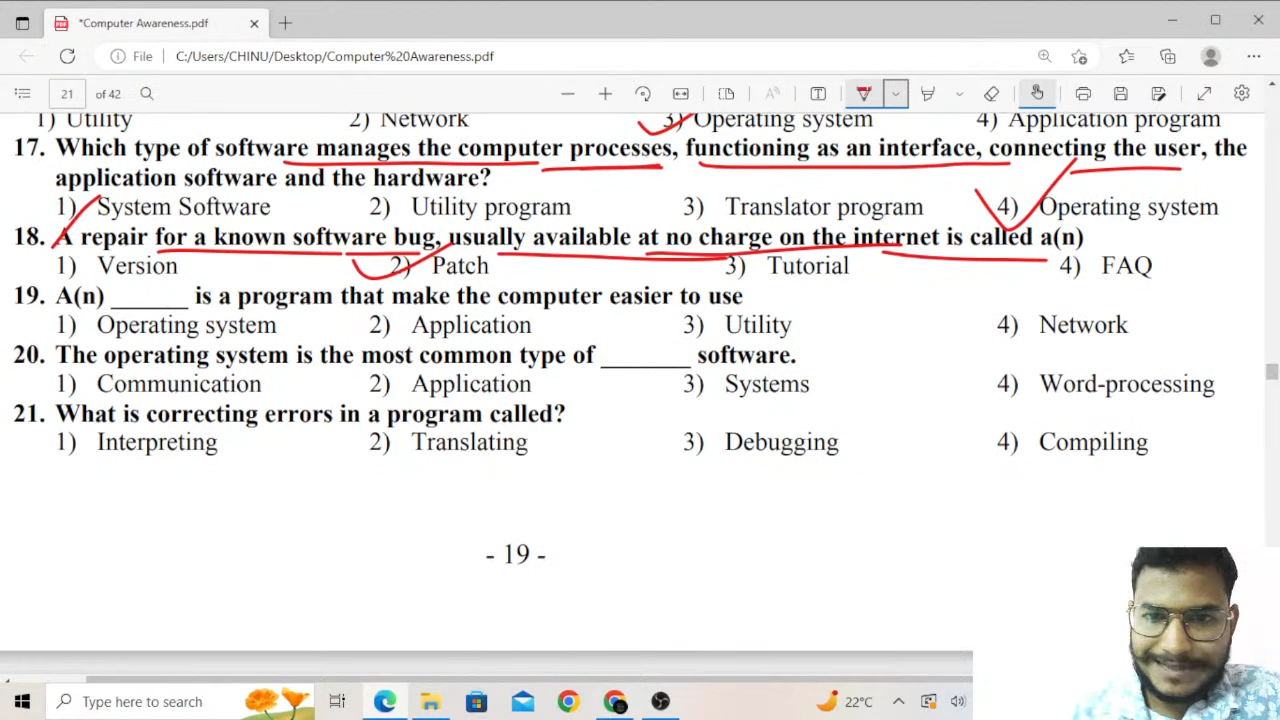 *Computer Awareness.pdf
File C:/Users/CHINU/Desktop/Computer%20Awareness.pdf
21 of 42
1) Utility 2) Network 3) Operating system 4) Application program
17. Which type of software manages the computer processes, functioning as an interface, connecting the user, the
application software and the hardware?
1) System Software 2) Utility program 3) Translator program 4) Operating system
18. A repair for a known software bug, usually available at no charge on the internet is called a(n)
1) Version 2) Patch 3) Tutorial 4) FAQ
19. A(n) ______ is a program that make the computer easier to use
1) Operating system 2) Application 3) Utility 4) Network
20. The operating system is the most common type of _______ software.
1) Communication 2) Application 3) Systems 4) Word-processing
21. What is correcting errors in a program called?
1) Interpreting 2) Translating 3) Debugging 4) Compiling
- 19 -
Type here to search 22°C